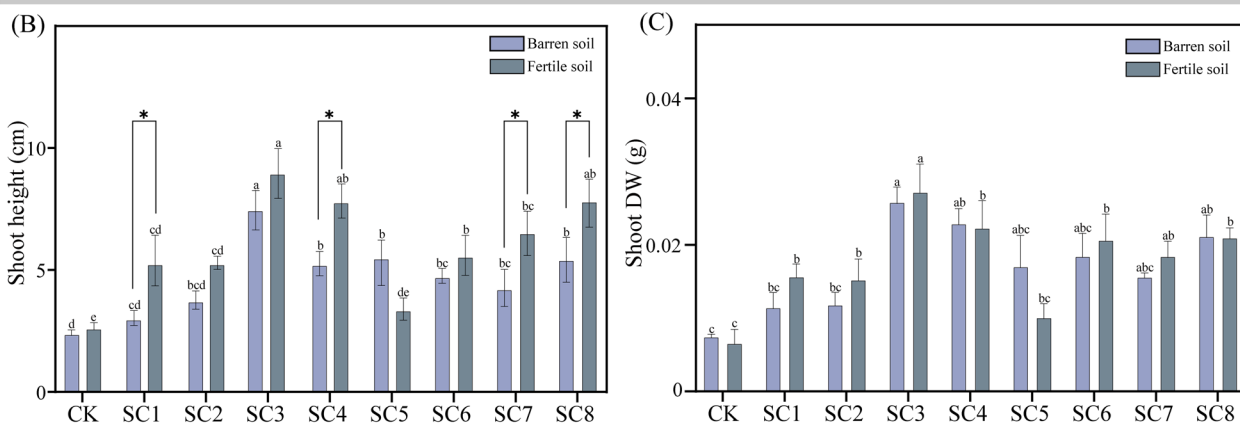 (B)
Barren soil
Fertile soil
Shoot height (cm)
10
5
0
* * * *
d e cd cd bcd cd a a b ab b de bc b bc bc b ab
CK SC1 SC2 SC3 SC4 SC5 SC6 SC7 SC8
(C)
Barren soil
Fertile soil
Shoot DW (g)
0.04
0.02
0
c c bc b bc b a a ab b abc bc abc b abc ab ab b
CK SC1 SC2 SC3 SC4 SC5 SC6 SC7 SC8